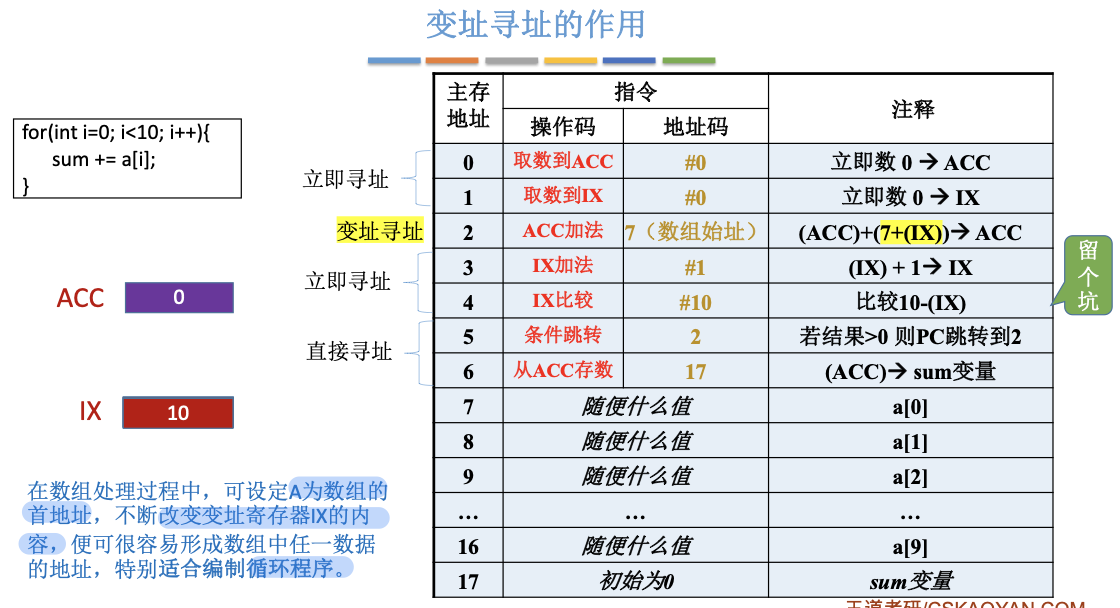 变址寻址的作用
for(int i=0; i<10; i++){
sum += a[i];
}
立即寻址
变址寻址
立即寻址
直接寻址
ACC
0
IX
10
在数组处理过程中，可设定A为数组的
首地址，不断改变变址寄存器IX的内
容，便可很容易形成数组中任一数据
的地址，特别适合编制循环程序。
主存
地址
指令
注释
操作码 地址码
0 取数到ACC #0 立即数 0 → ACC
1 取数到IX #0 立即数 0 → IX
2 ACC加法 7（数组始址） (ACC)+(7+(IX))→ ACC
3 IX加法 #1 (IX) + 1→ IX
4 IX比较 #10 比较10-(IX)
5 条件跳转 2 若结果>0 则PC跳转到2
6 从ACC存数 17 (ACC)→ sum变量
7 随便什么值 a[0]
8 随便什么值 a[1]
9 随便什么值 a[2]
... ... ...
16 随便什么值 a[9]
17 初始为0 sum变量
留
个
坑
王道考研/CSKAOYAN.COM